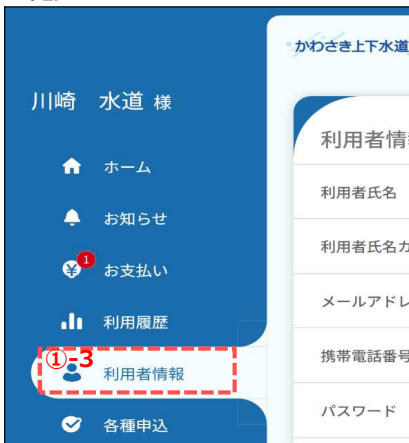 かわさき上下水道
川崎 水道 様
ホーム
お知らせ
1
お支払い
利用履歴
①-3
利用者情報
各種申込
利用者情
利用者氏名
利用者氏名カ
メールアドレ
携帯電話番号
パスワード